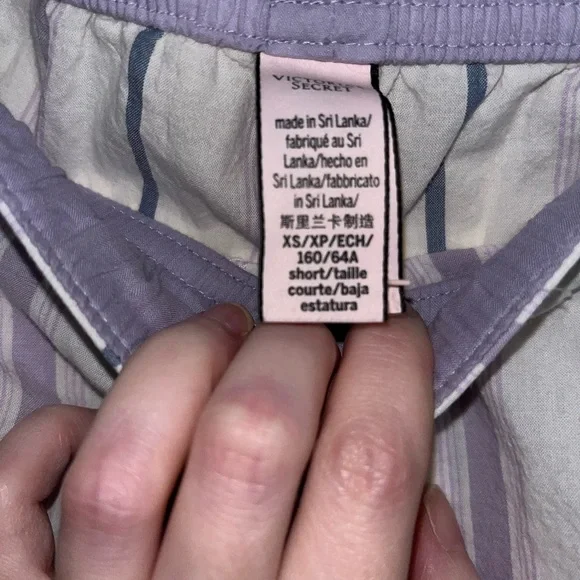 VICTORIA'S
SECRET
made in Sri Lanka/
fabriqué au Sri
Lanka/hecho en
Sri Lanka/fabbricato
in Sri Lanka/
斯里兰卡制造
XS/XP/ECH/
160/64A
short/taille
courte/baja
estatura